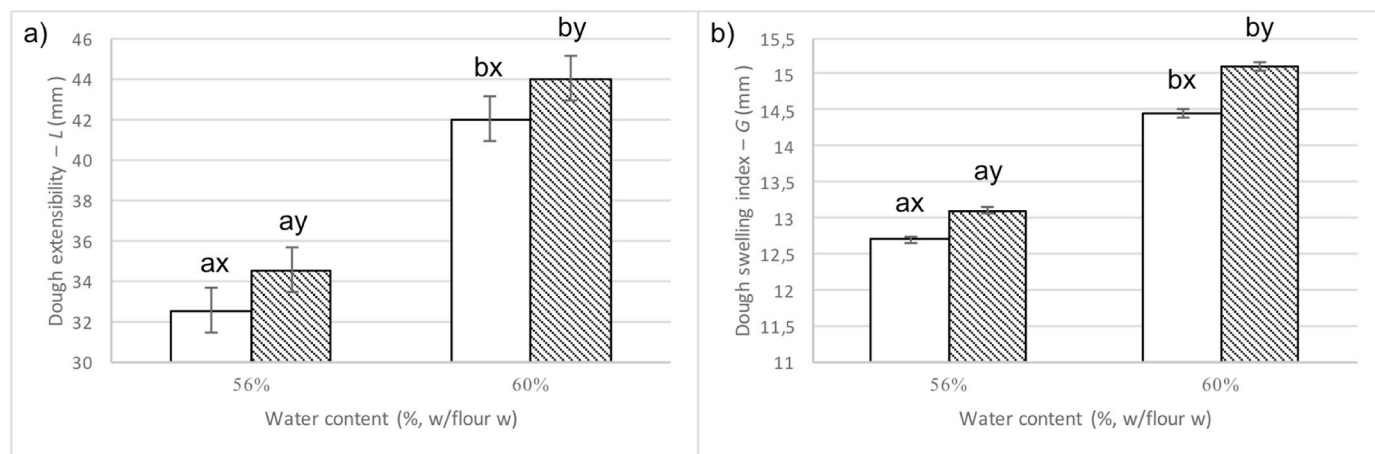 a)
Dough extensibility – L (mm)
46
44
42
40
38
36
34
32
30
ax
ay
bx
by
56%
60%
Water content (%, w/flour w)
b)
Dough swelling index – G (mm )
15,5
15
14,5
14
13,5
13
12,5
12
11,5
11
ax
ay
bx
by
56%
60%
Water content (%, w/flour w)